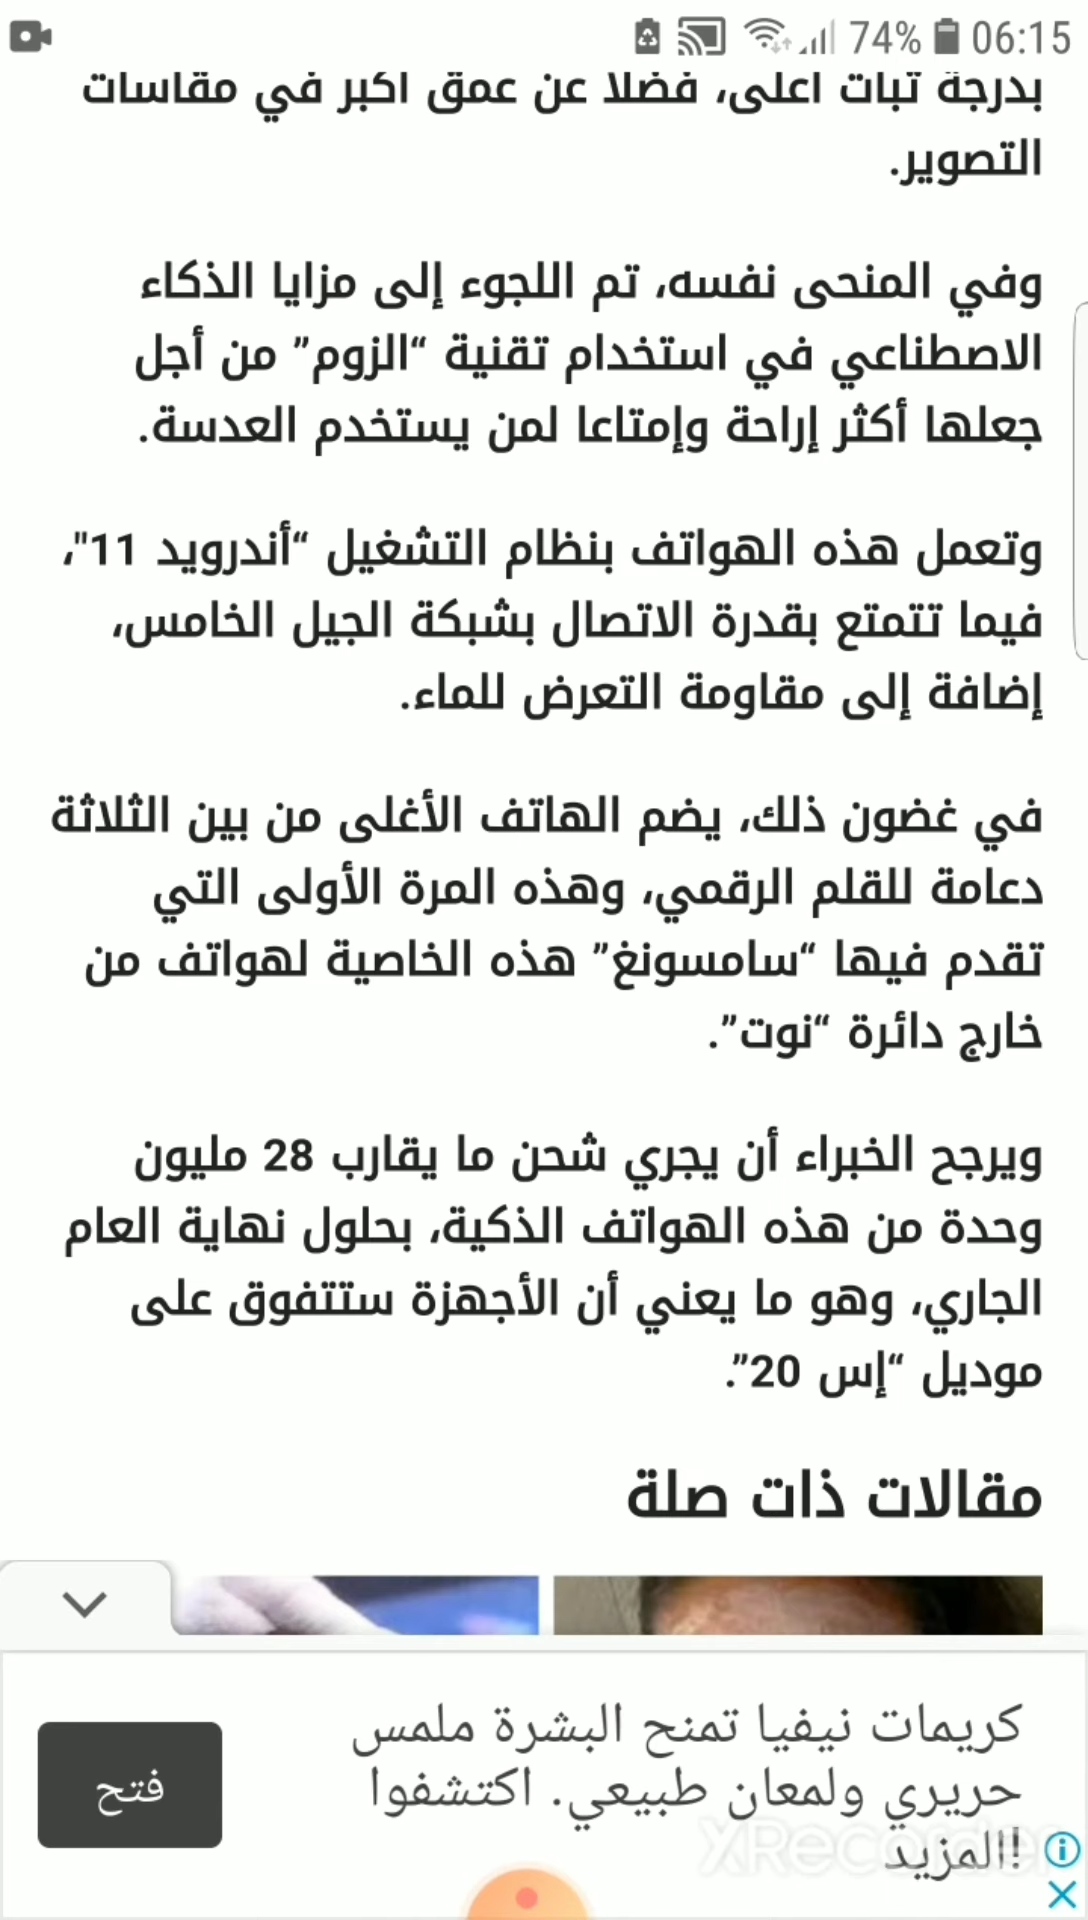 74% 06:15
بدرجة ثبات أعلى، فضلا عن عمق أكبر في مقاسات
التصوير.
وفي المنحى نفسه، تم اللجوء إلى مزايا الذكاء
الاصطناعي في استخدام تقنية “الزوم” من أجل
جعلها أكثر إراحة وإمتاعا لمن يستخدم العدسة.
وتعمل هذه الهواتف بنظام التشغيل “أندرويد 11"،
فيما تتمتع بقدرة الاتصال بشبكة الجيل الخامس،
إضافة إلى مقاومة التعرض للماء.
في غضون ذلك، يضم الهاتف الأغلى من بين الثلاثة
دعامة للقلم الرقمي، وهذه المرة الأولى التي
تقدم فيها “سامسونغ” هذه الخاصية لهواتف من
خارج دائرة “نوت”.
ويرجح الخبراء أن يجري شحن ما يقارب 28 مليون
وحدة من هذه الهواتف الذكية، بحلول نهاية العام
الجاري، وهو ما يعني أن الأجهزة ستتفوق على
موديل “إس 20”.
مقالات ذات صلة
كريمات نيفيا تمنح البشرة ملمس
حريري ولمعان طبيعي. اكتشفوا
المزيد!
فتح
XRecorder